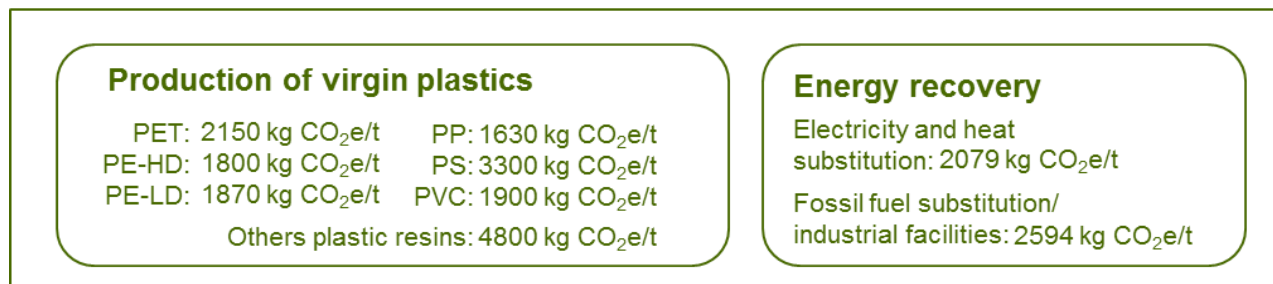 Production of virgin plastics
PET: 2150 kg CO₂e/t PP: 1630 kg CO₂e/t
PE-HD: 1800 kg CO₂e/t PS: 3300 kg CO₂e/t
PE-LD: 1870 kg CO₂e/t PVC: 1900 kg CO₂e/t
Others plastic resins: 4800 kg CO₂e/t
Energy recovery
Electricity and heat
substitution: 2079 kg CO₂e/t
Fossil fuel substitution/
industrial facilities: 2594 kg CO₂e/t